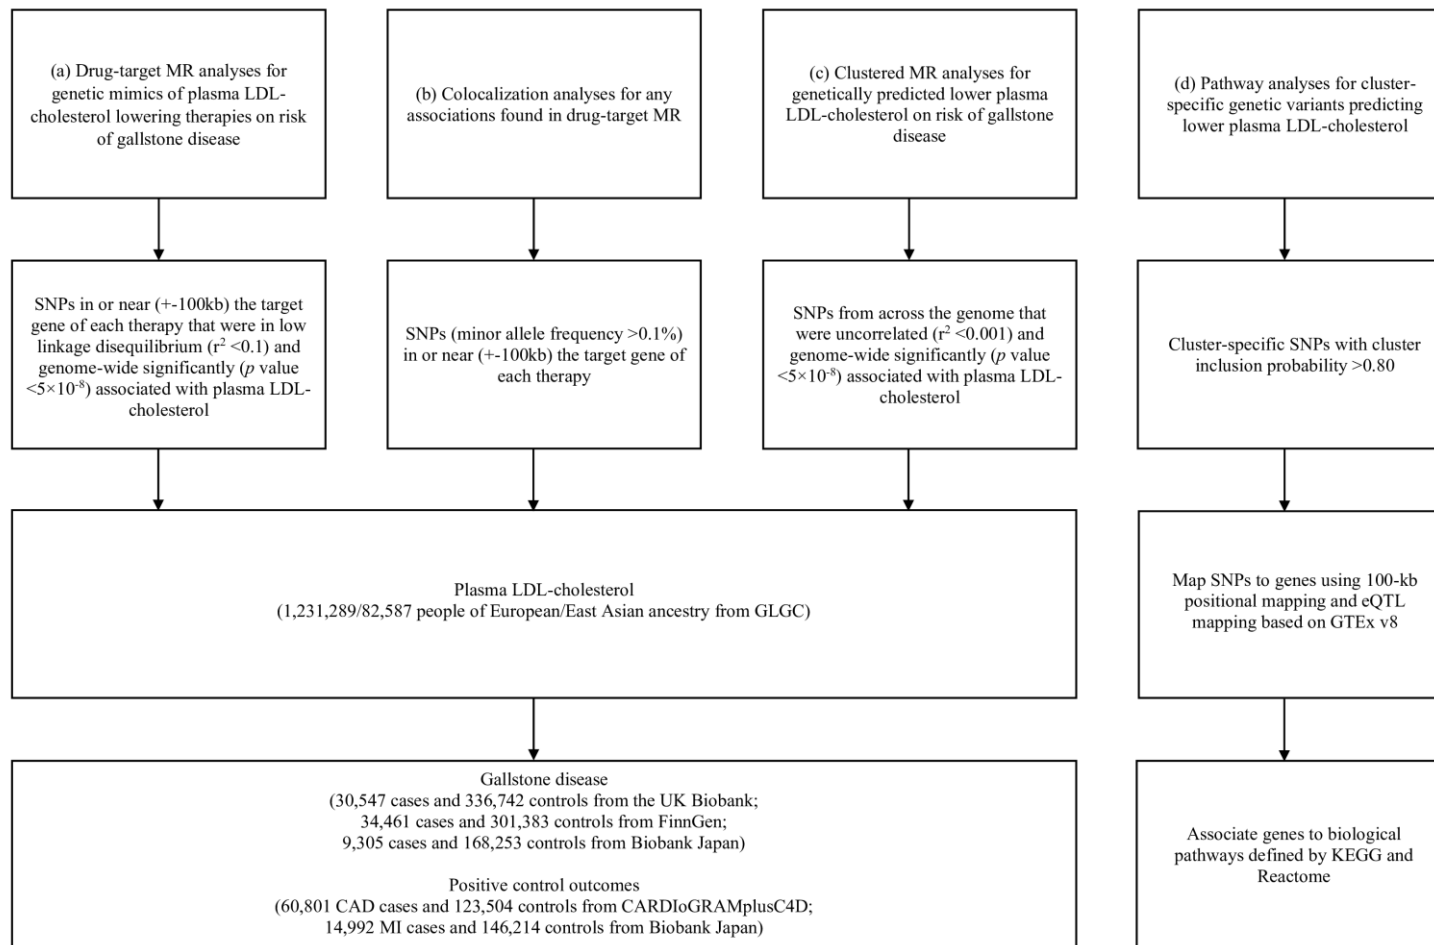 (a) Drug-target MR analyses for
genetic mimics of plasma LDL-
cholesterol lowering therapies on risk
of gallstone disease
(b) Colocalization analyses for any
associations found in drug-target MR
(c) Clustered MR analyses for
genetically predicted lower plasma
LDL-cholesterol on risk of gallstone
disease
(d) Pathway analyses for cluster-
specific genetic variants predicting
lower plasma LDL-cholesterol
SNPs in or near (+-100kb) the target
gene of each therapy that were in low
linkage disequilibrium (r² <0.1) and
genome-wide significantly (p value
<5×10⁻⁸) associated with plasma LDL-
cholesterol
SNPs (minor allele frequency >0.1%)
in or near (+-100kb) the target gene of
each therapy
SNPs from across the genome that
were uncorrelated (r² <0.001) and
genome-wide significantly (p value
<5×10⁻⁸) associated with plasma LDL-
cholesterol
Cluster-specific SNPs with cluster
inclusion probability >0.80
Plasma LDL-cholesterol
(1,231,289/82,587 people of European/East Asian ancestry from GLGC)
Map SNPs to genes using 100-kb
positional mapping and eQTL
mapping based on GTEx v8
Gallstone disease
(30,547 cases and 336,742 controls from the UK Biobank;
34,461 cases and 301,383 controls from FinnGen;
9,305 cases and 168,253 controls from Biobank Japan)
Positive control outcomes
(60,801 CAD cases and 123,504 controls from CARDIoGRAMplusC4D;
14,992 MI cases and 146,214 controls from Biobank Japan)
Associate genes to biological
pathways defined by KEGG and
Reactome